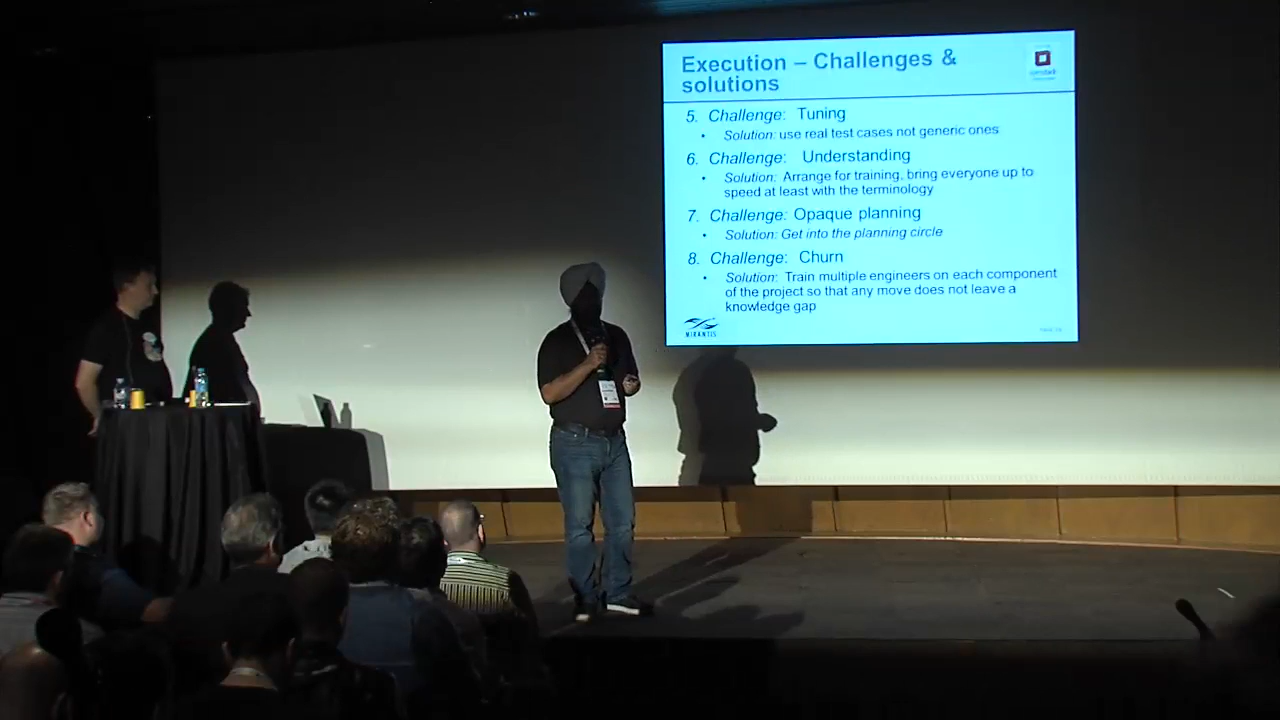 Execution – Challenges &
solutions
5. Challenge: Tuning
• Solution: use real test cases not generic ones
6. Challenge: Understanding
• Solution: Arrange for training, bring everyone up to
speed at least with the terminology
7. Challenge: Opaque planning
• Solution: Get into the planning circle
8. Challenge: Churn
• Solution: Train multiple engineers on each component
of the project so that any move does not leave a
knowledge gap
MIRANTIS